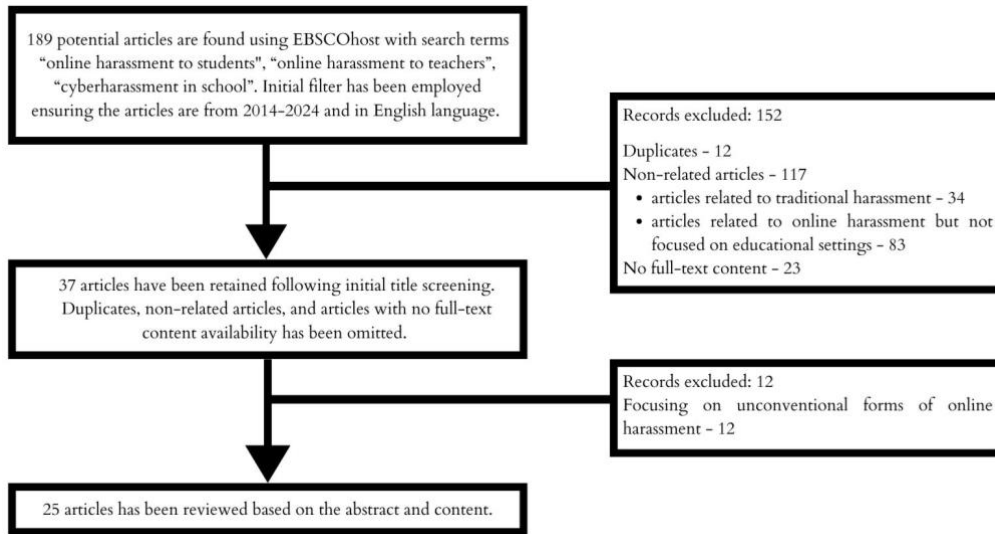 189 potential articles are found using EBSCOhost with search terms
“online harassment to students", “online harassment to teachers”,
“cyberharassment in school”. Initial filter has been employed
ensuring the articles are from 2014-2024 and in English language.
Records excluded: 152
Duplicates - 12
Non-related articles - 117
• articles related to traditional harassment - 34
• articles related to online harassment but not
focused on educational settings - 83
No full-text content - 23
37 articles have been retained following initial title screening.
Duplicates, non-related articles, and articles with no full-text
content availability has been omitted.
Records excluded: 12
Focusing on unconventional forms of online
harassment - 12
25 articles has been reviewed based on the abstract and content.